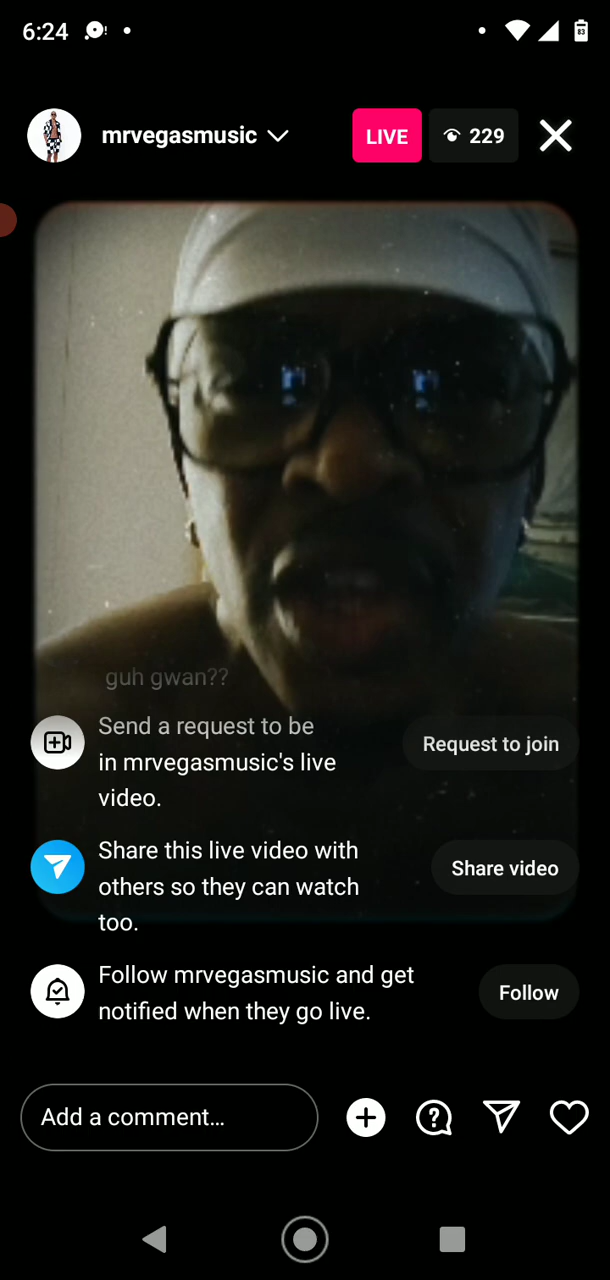 6:24
83
mrvegasmusic
LIVE
229
guh gwan??
Send a request to be
in mrvegasmusic's live
video.
Request to join
Share this live video with
others so they can watch
too.
Share video
Follow mrvegasmusic and get
notified when they go live.
Follow
Add a comment...